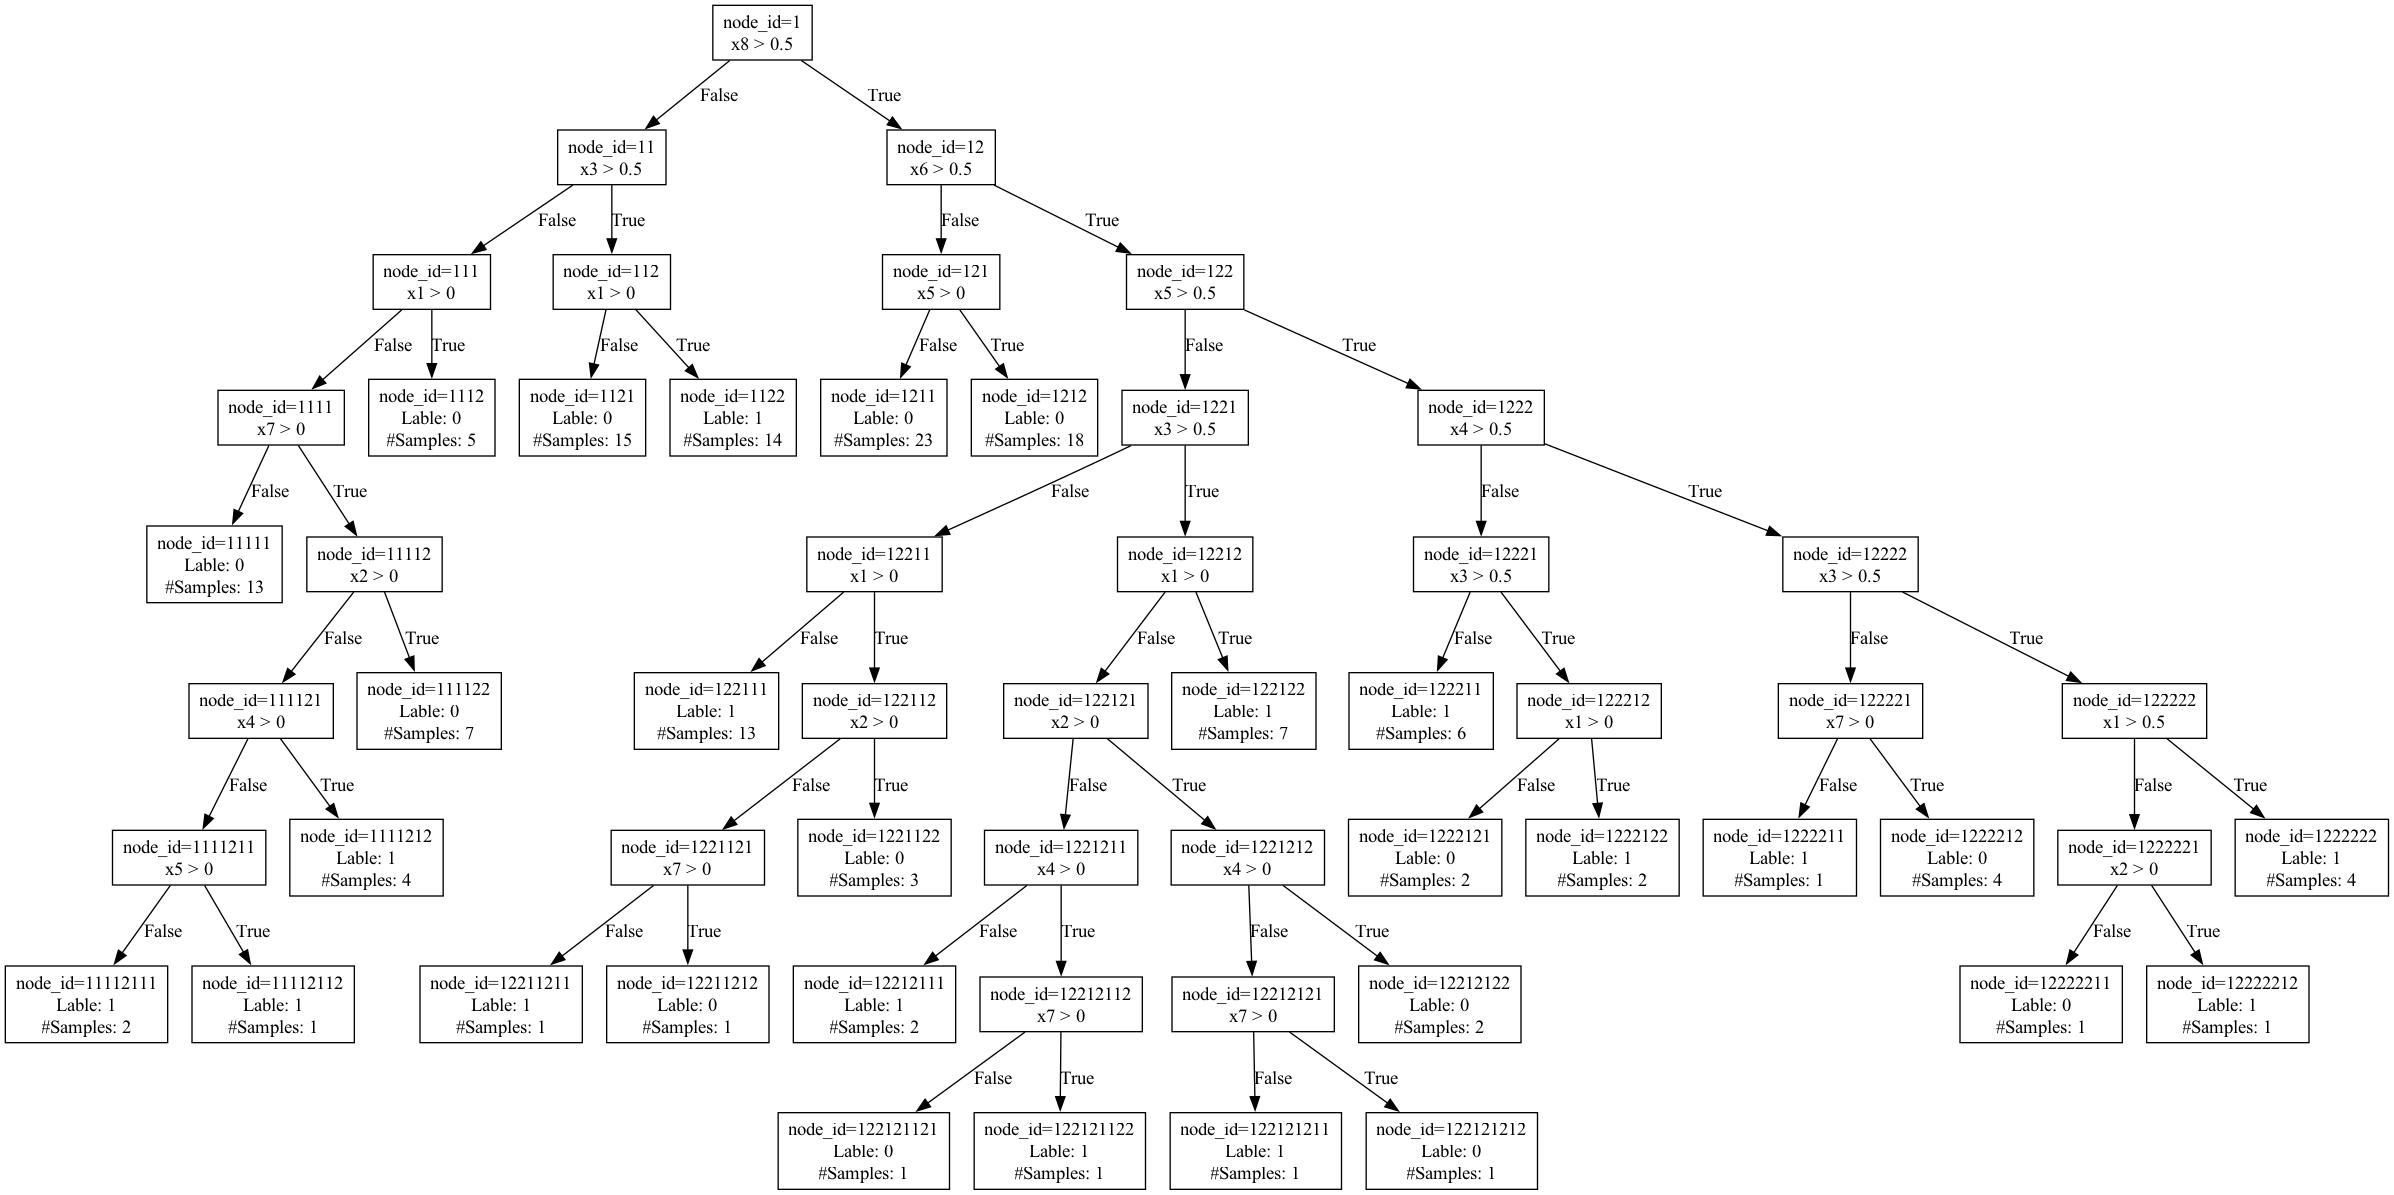 node_id=1
x8 > 0.5
False
True
node_id=11
x3 > 0.5
node_id=12
x6 > 0.5
False
True
False
True
node_id=111
x1 > 0
node_id=112
x1 > 0
node_id=121
x5 > 0
node_id=122
x5 > 0.5
False
True
False
True
False
True
False
True
node_id=1111
x7 > 0
node_id=1112
Lable: 0
#Samples: 5
node_id=1121
Lable: 0
#Samples: 15
node_id=1122
Lable: 1
#Samples: 14
node_id=1211
Lable: 0
#Samples: 23
node_id=1212
Lable: 0
#Samples: 18
node_id=1221
x3 > 0.5
node_id=1222
x4 > 0.5
False
True
False
True
False
True
node_id=11111
Lable: 0
#Samples: 13
node_id=11112
x2 > 0
node_id=12211
x1 > 0
node_id=12212
x1 > 0
node_id=12221
x3 > 0.5
node_id=12222
x3 > 0.5
False
True
False
True
False
True
False
True
False
True
node_id=111121
x4 > 0
node_id=111122
Lable: 0
#Samples: 7
node_id=122111
Lable: 1
#Samples: 13
node_id=122112
x2 > 0
node_id=122121
x2 > 0
node_id=122122
Lable: 1
#Samples: 7
node_id=122211
Lable: 1
#Samples: 6
node_id=122212
x1 > 0
node_id=122221
x7 > 0
node_id=122222
x1 > 0.5
False
True
False
True
False
True
False
True
False
True
False
True
node_id=1111211
x5 > 0
node_id=1111212
Lable: 1
#Samples: 4
node_id=1221121
x7 > 0
node_id=1221122
Lable: 0
#Samples: 3
node_id=1221211
x4 > 0
node_id=1221212
x4 > 0
node_id=1222121
Lable: 0
#Samples: 2
node_id=1222122
Lable: 1
#Samples: 2
node_id=1222211
Lable: 1
#Samples: 1
node_id=1222212
Lable: 0
#Samples: 4
node_id=1222221
x2 > 0
node_id=1222222
Lable: 1
#Samples: 4
False
True
False
True
False
True
False
True
False
True
node_id=11112111
Lable: 1
#Samples: 2
node_id=11112112
Lable: 1
#Samples: 1
node_id=12211211
Lable: 1
#Samples: 1
node_id=12211212
Lable: 0
#Samples: 1
node_id=12212111
Lable: 1
#Samples: 2
node_id=12212112
x7 > 0
node_id=12212121
x7 > 0
node_id=12212122
Lable: 0
#Samples: 2
node_id=12222211
Lable: 0
#Samples: 1
node_id=12222212
Lable: 1
#Samples: 1
False
True
False
True
node_id=122121121
Lable: 0
#Samples: 1
node_id=122121122
Lable: 1
#Samples: 1
node_id=122121211
Lable: 1
#Samples: 1
node_id=122121212
Lable: 0
#Samples: 1